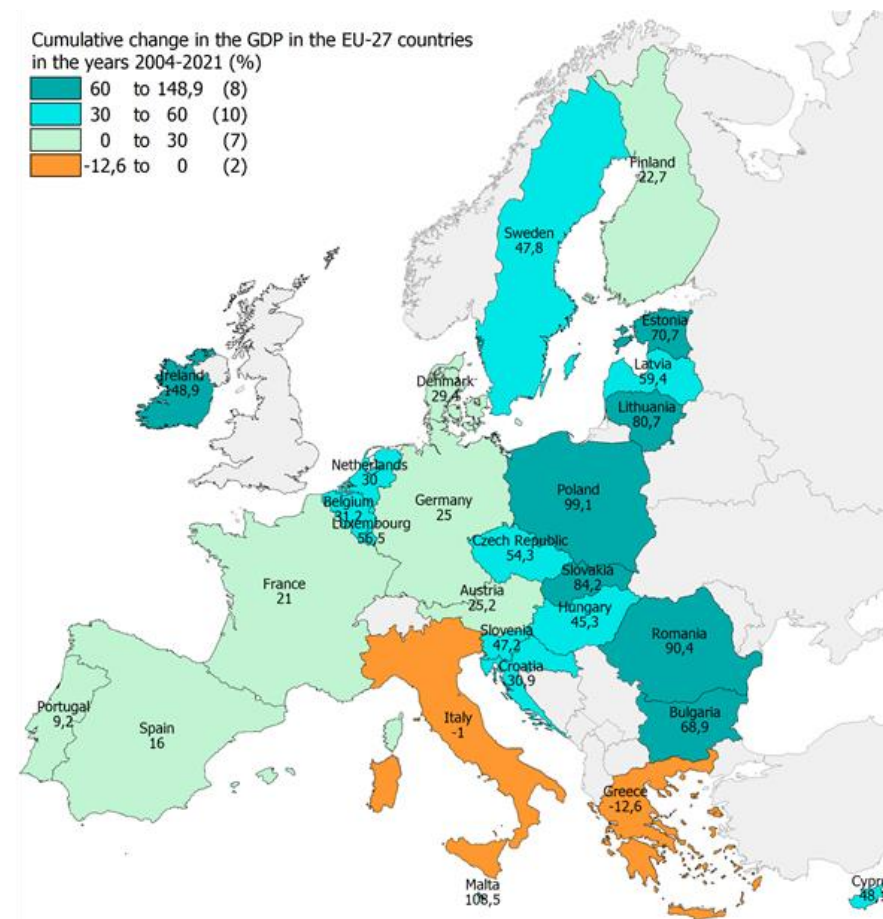 Cumulative change in the GDP in the EU-27 countries
in the years 2004-2021 (%)
60 to 148,9 (8)
30 to 60 (10)
0 to 30 (7)
-12,6 to 0 (2)
Finland
22,7
Sweden
47,8
Estonia
70,7
Latvia
59,4
Lithuania
80,7
Ireland
148,9
Denmark
29,4
Netherlands
30
Belgium
31,2
Luxembourg
56,5
Germany
25
Poland
99,1
Czech Republic
54,3
Slovakia
84,2
Austria
25,2
Hungary
45,3
France
21
Slovenia
47,2
Croatia
30,9
Romania
90,4
Bulgaria
68,9
Portugal
9,2
Spain
16
Italy
-1
Greece
-12,6
Malta
108,5
Cypru
48,